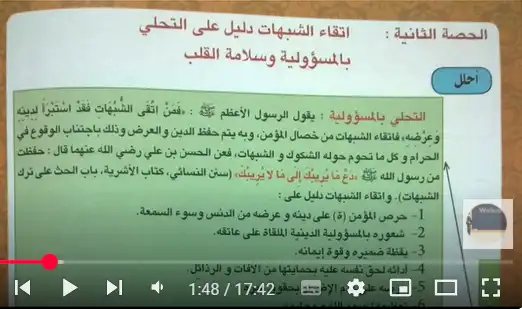 الحصة الثانية : اتقاء الشبهات دليل على التحلي
بالمسؤولية وسلامة القلب
أحلل
التحلي بالمسؤولية : يقول الرسول الأعظم ﷺ : «فَمَنْ اتَّقَى الشُّبُهَاتِ فَقَدْ اسْتَبْرَأَ لِدِينِهِ
وَعِرْضِهِ» فاتقاء الشبهات من خصال المؤمن، وبه يتم حفظ الدين و العرض وذلك باجتناب الوقوع في
الحرام و كل ما تحوم حوله الشكوك و الشبهات، فعن الحسن بن علي رضي الله عنهما قال : حفظت
من رسول الله ﷺ «دَعْ مَا يَرِيبُكَ إِلَى مَا لَا يَرِيبُكَ» (سنن النسائي، كتاب الأشربة، باب الحث على ترك
الشبهات). و اتقاء الشبهات دليل على :
1- حرص المؤمن (ة) على دينه و عرضه من الدنس وسوء السمعة.
2- شعوره بالمسؤولية الدينية الملقاة على عاتقه.
3- يقظة ضميره وقوة إيمانه.
4- أدائه لحق نفسه عليه بحمايتها من الآفات و الرذائل.
1:48 / 17:42